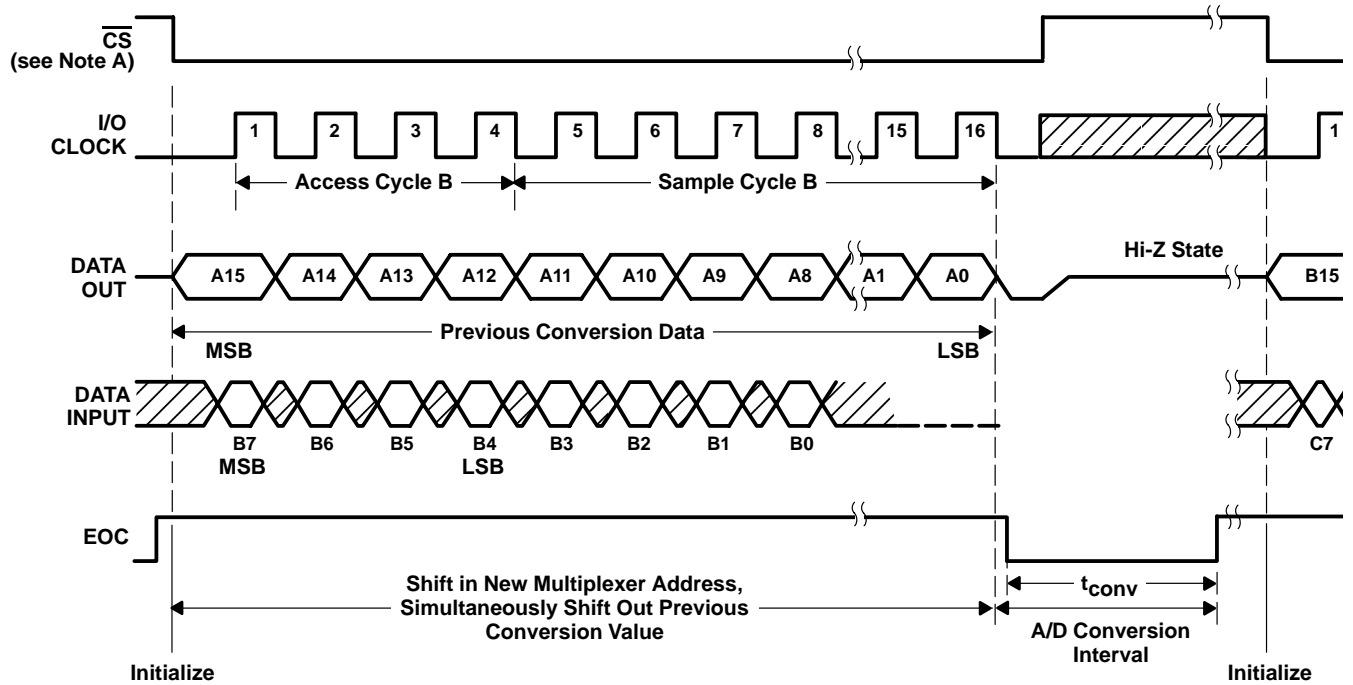 CS
(see Note A)
I/O
CLOCK
1 2 3 4 5 6 7 8 15 16 1
Access Cycle B Sample Cycle B
Hi-Z State
DATA
OUT
A15 A14 A13 A12 A11 A10 A9 A8 A1 A0 B15
Previous Conversion Data
MSB LSB
DATA
INPUT
B7 B6 B5 B4 B3 B2 B1 B0 C7
MSB LSB
EOC
Shift in New Multiplexer Address,
Simultaneously Shift Out Previous
Conversion Value
tconv
A/D Conversion
Interval
Initialize Initialize